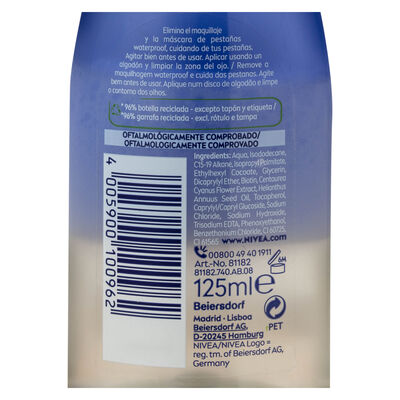 Elimina el maquillaje
y la máscara de pestañas
waterproof, cuidando de tus pestañas.
Agitar bien antes de usar. Aplicar usando un
algodón y limpiar la zona del ojo. / Remove a
maquilhagem waterproof e cuida das pestanas. Agite
bem antes de usar. Aplique num disco de algodão e limpe
o contorno dos olhos.
*96% botella reciclada - excepto tapón y etiqueta /
*96% garrafa reciclada - excl. rótulo e tampa
OFTALMOLÓGICAMENTE COMPROBADO/
OFTALMOLOGICAMENTE COMPROVADO
Ingredients: Aqua, Isododecane,
C15-19 Alkane, Isopropyl Palmitate,
Ethylhexyl Cocoate, Glycerin,
Dicaprylyl Ether, Biotin, Centaurea
Cyanus Flower Extract, Helianthus
Annuus Seed Oil, Tocopherol,
Caprylyl/Capryl Glucoside, Sodium
Chloride, Sodium Hydroxide,
Trisodium EDTA, Phenoxyethanol,
Benzethonium Chloride, CI 60725,
CI 61565
www.NIVEA.com
00800 49 40 1911
Art.-No. 81182
81182.740.AB.08
6M
125ml e
Beiersdorf
Madrid · Lisboa
Beiersdorf AG,
D-20245 Hamburg
NIVEA/NIVEA Logo =
reg. tm. of Beiersdorf AG,
Germany
1
PET
4005900100962